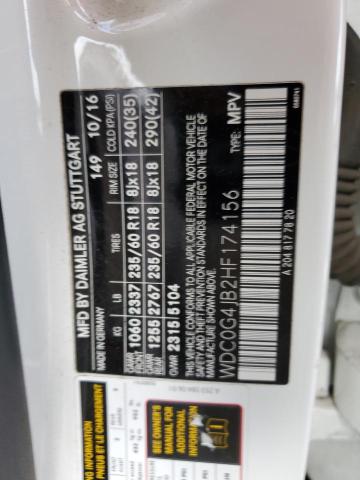 MFD BY DAIMLER AG STUTTGART
MADE IN GERMANY 149 10/16
KG LB TIRES RIM SIZE COLD KPA(PSI)
GAWR FRONT 1060 2337 235/60 R18 8Jx18 240(35)
GAWR REAR 1255 2767 235/60 R18 8Jx18 290(42)
GVWR 2315 5104
THIS VEHICLE CONFORMS TO ALL APPLICABLE FEDERAL MOTOR VEHICLE
SAFETY, BUMPER AND THEFT PREVENTION STANDARDS IN EFFECT
ON THE DATE OF MANUFACTURE SHOWN ABOVE.
WDC0G4JB2HF174156 TYPE: MPV
A 204 817 78 20
SEE OWNER'S
MANUAL FOR
ADDITIONAL
INFORMATION